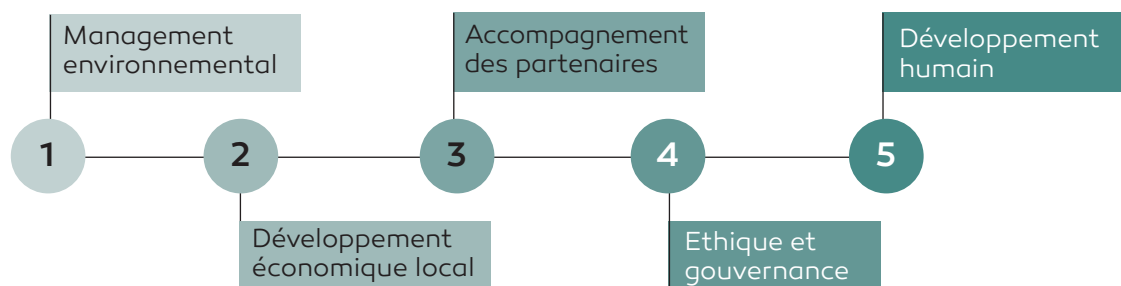 1
Management
environnemental
2
Développement
économique local
3
Accompagnement
des partenaires
4
Ethique et
gouvernance
5
Développement
humain